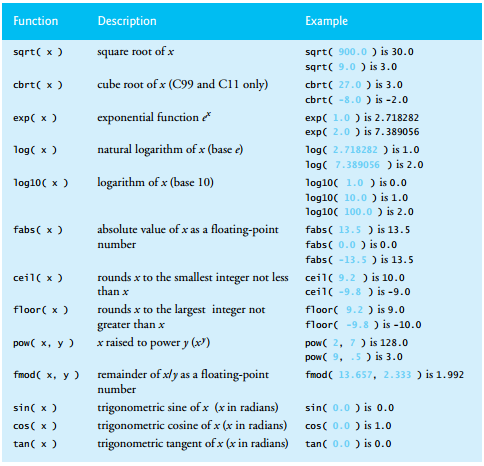 Function Description Example
sqrt( x ) square root of x sqrt( 900.0 ) is 30.0
sqrt( 9.0 ) is 3.0
cbrt( x ) cube root of x (C99 and C11 only) cbrt( 27.0 ) is 3.0
cbrt( -8.0 ) is -2.0
exp( x ) exponential function eˣ exp( 1.0 ) is 2.718282
exp( 2.0 ) is 7.389056
log( x ) natural logarithm of x (base e) log( 2.718282 ) is 1.0
log( 7.389056 ) is 2.0
log10( x ) logarithm of x (base 10) log10( 1.0 ) is 0.0
log10( 10.0 ) is 1.0
log10( 100.0 ) is 2.0
fabs( x ) absolute value of x as a floating-point fabs( 13.5 ) is 13.5
number fabs( 0.0 ) is 0.0
fabs( -13.5 ) is 13.5
ceil( x ) rounds x to the smallest integer not less ceil( 9.2 ) is 10.0
than x ceil( -9.8 ) is -9.0
floor( x ) rounds x to the largest integer not floor( 9.2 ) is 9.0
greater than x floor( -9.8 ) is -10.0
pow( x, y ) x raised to power y (xʸ) pow( 2, 7 ) is 128.0
pow( 9, .5 ) is 3.0
fmod( x, y ) remainder of x/y as a floating-point fmod( 13.657, 2.333 ) is 1.992
number
sin( x ) trigonometric sine of x (x in radians) sin( 0.0 ) is 0.0
cos( x ) trigonometric cosine of x (x in radians) cos( 0.0 ) is 1.0
tan( x ) trigonometric tangent of x (x in radians) tan( 0.0 ) is 0.0